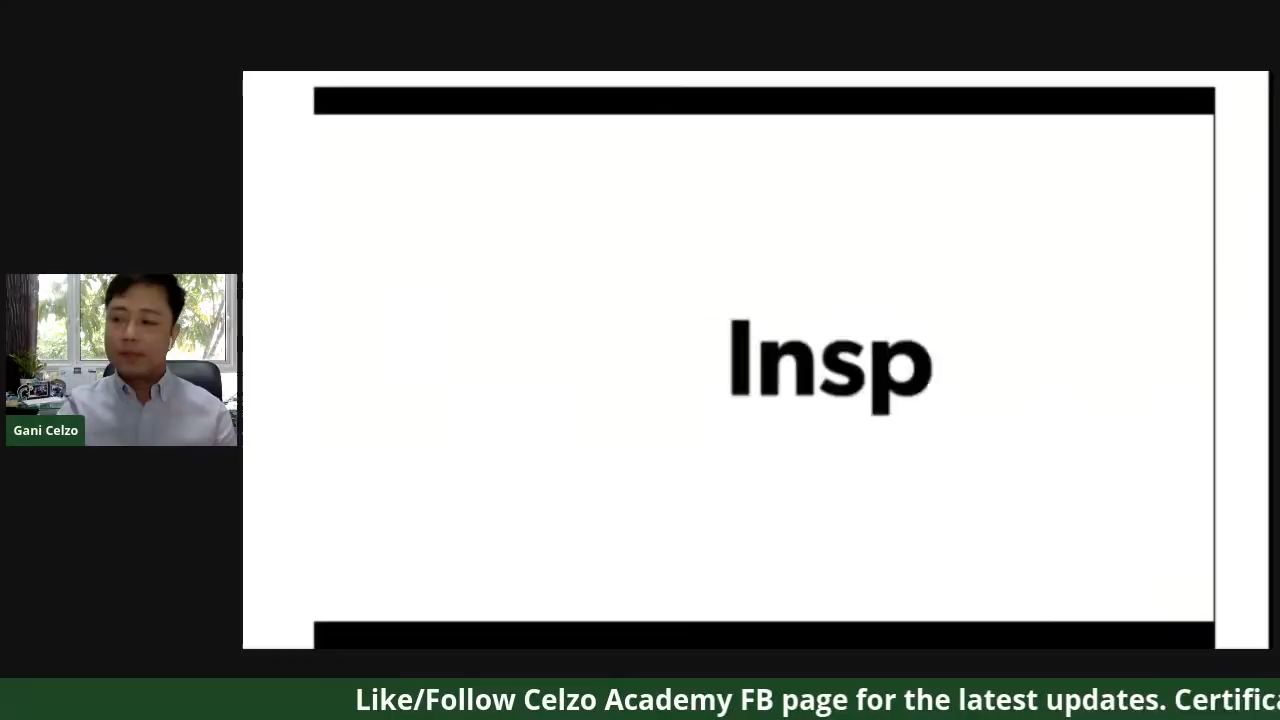 Insp
Gani Celzo
Like/Follow Celzo Academy FB page for the latest updates. Certifica